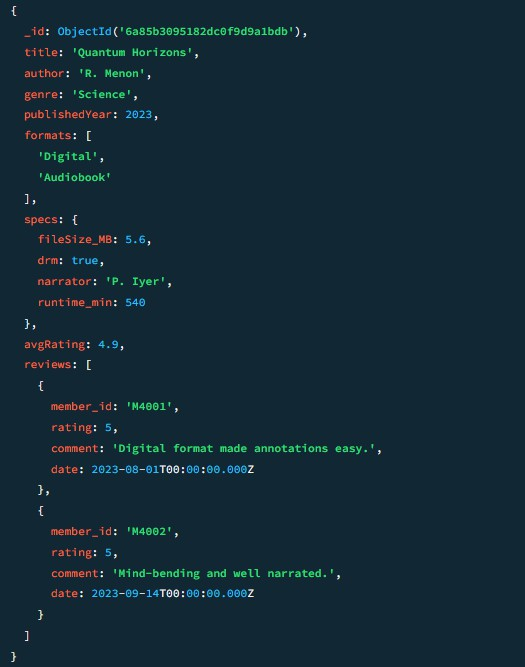 {
  _id: ObjectId('6a85b3095182dc0f9d9a1bdb'),
  title: 'Quantum Horizons',
  author: 'R. Menon',
  genre: 'Science',
  publishedYear: 2023,
  formats: [
    'Digital',
    'Audiobook'
  ],
  specs: {
    fileSize_MB: 5.6,
    drm: true,
    narrator: 'P. Iyer',
    runtime_min: 540
  },
  avgRating: 4.9,
  reviews: [
    {
      member_id: 'M4001',
      rating: 5,
      comment: 'Digital format made annotations easy.',
      date: 2023-08-01T00:00:00.000Z
    },
    {
      member_id: 'M4002',
      rating: 5,
      comment: 'Mind-bending and well narrated.',
      date: 2023-09-14T00:00:00.000Z
    }
  ]
}